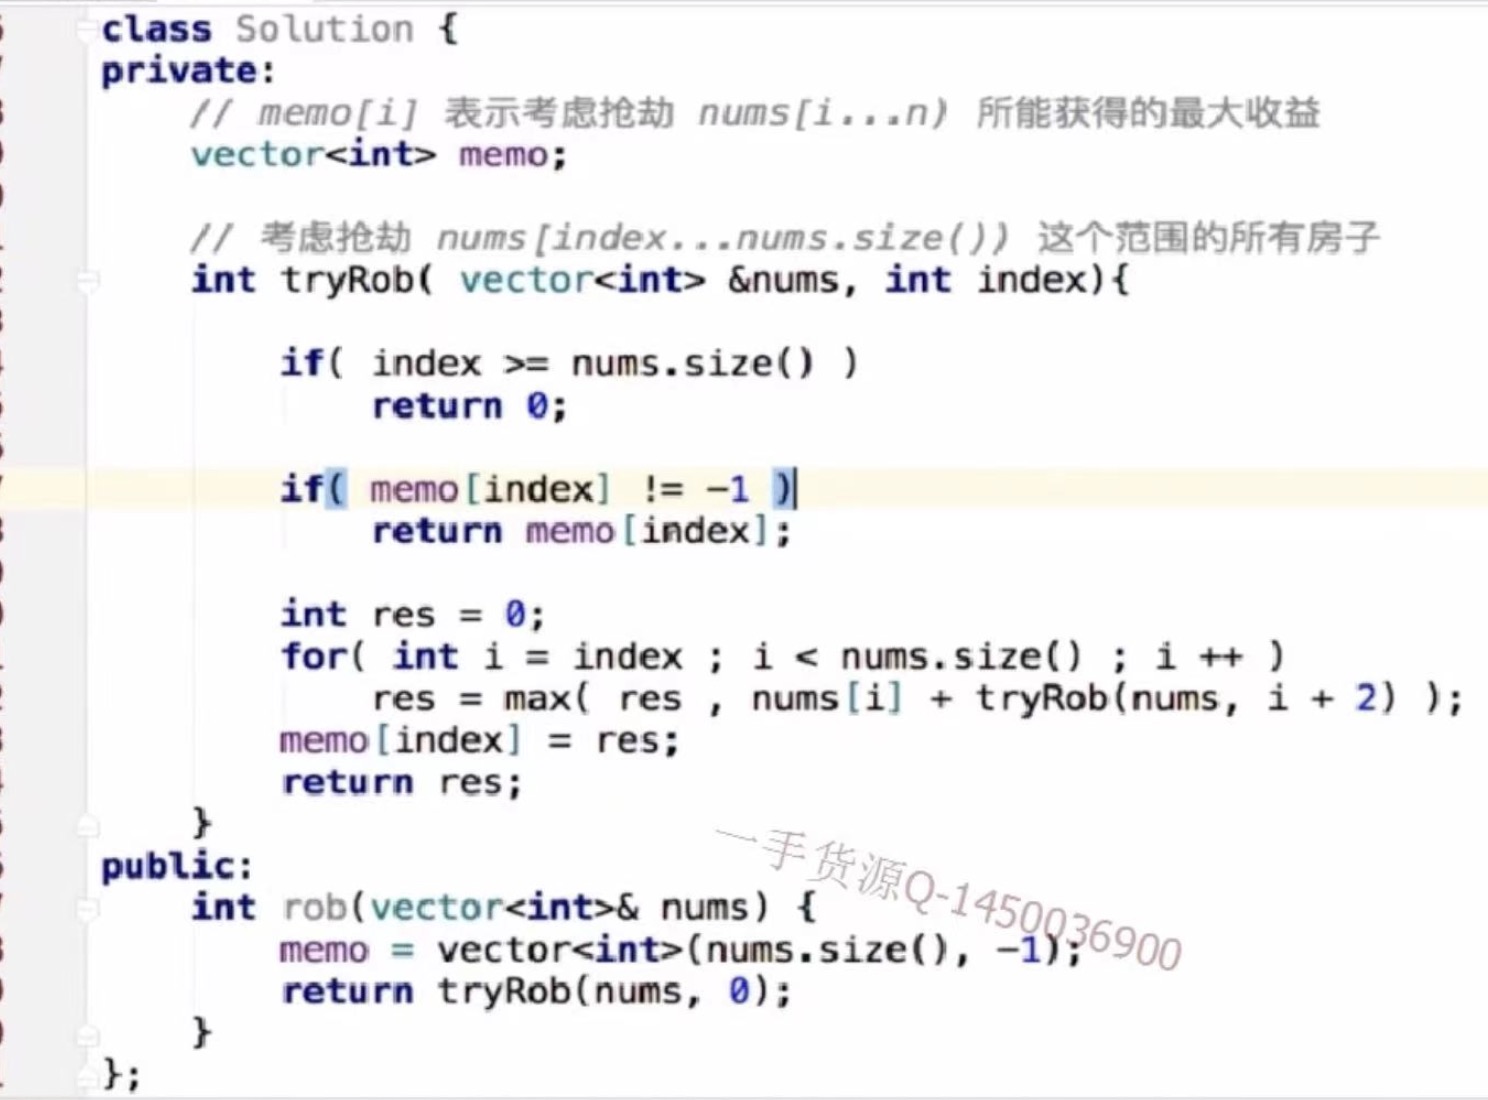 class Solution {
private:
// memo[i] 表示考虑抢劫 nums[i...n) 所能获得的最大收益
vector<int> memo;
// 考虑抢劫 nums[index...nums.size()) 这个范围的所有房子
int tryRob( vector<int> &nums, int index){
if( index >= nums.size() )
return 0;
if( memo[index] != -1 )
return memo[index];
int res = 0;
for( int i = index ; i < nums.size() ; i ++ )
res = max( res , nums[i] + tryRob(nums, i + 2) );
memo[index] = res;
return res;
}
public:
int rob(vector<int>& nums) {
memo = vector<int>(nums.size(), -1);
return tryRob(nums, 0);
}
};
一手货源Q-1450036900